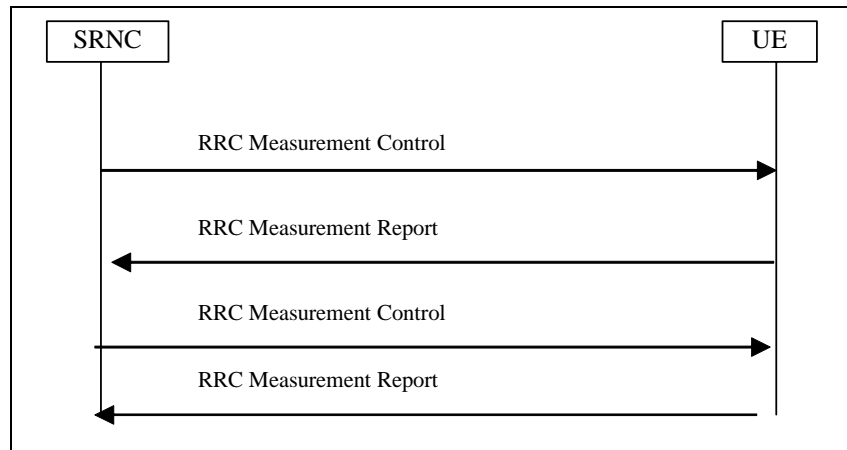 SRNC
UE
RRC Measurement Control
RRC Measurement Report
RRC Measurement Control
RRC Measurement Report